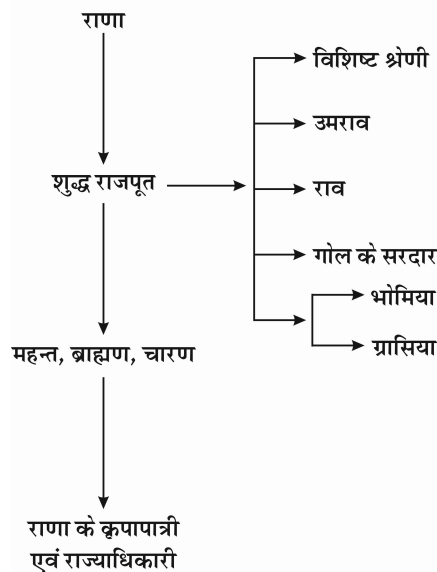 राणा
विशिष्ट श्रेणी
उमराव
शुद्ध राजपूत
राव
गोल के सरदार
भोमिया
ग्रासिया
महन्त, ब्राह्मण, चारण
राणा के कृपापात्री
एवं राज्याधिकारी